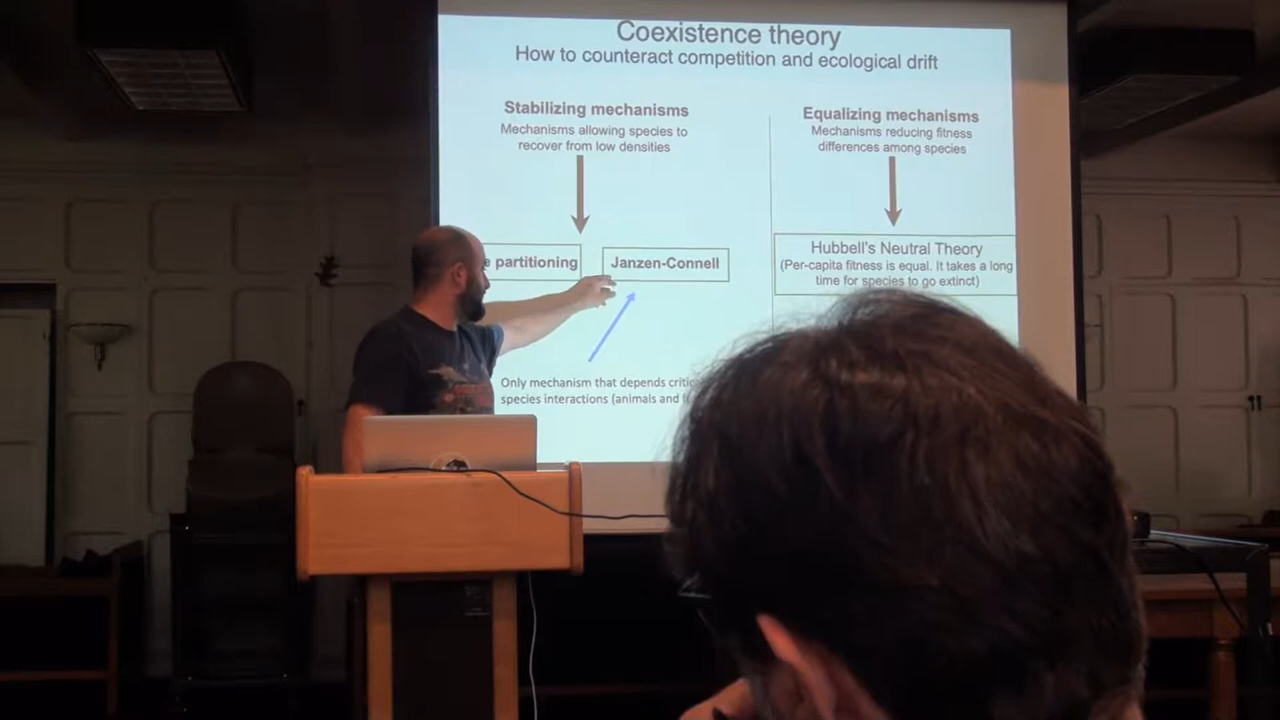 Coexistence theory
How to counteract competition and ecological drift
Stabilizing mechanisms
Mechanisms allowing species to
recover from low densities
partitioning
Janzen-Connell
Only mechanism that depends
species interactions (animals and
Equalizing mechanisms
Mechanisms reducing fitness
differences among species
Hubbell's Neutral Theory
(Per-capita fitness is equal. It takes a long
time for species to go extinct)